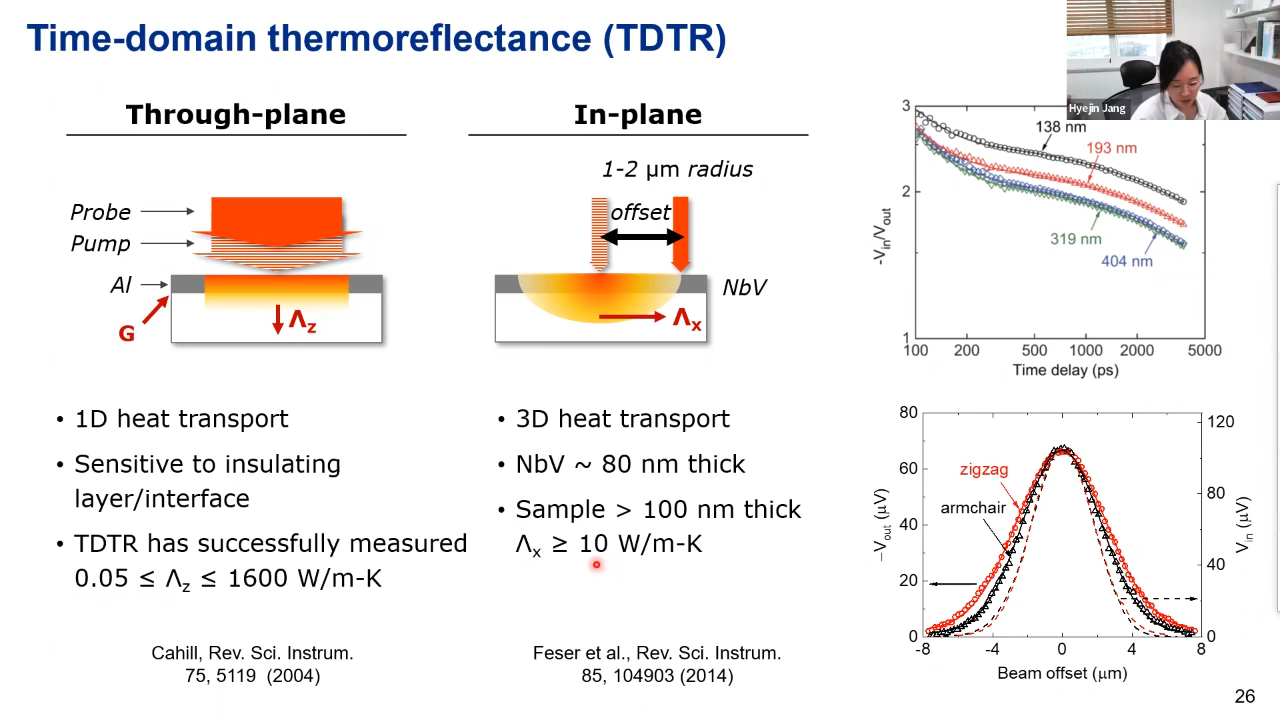 Time-domain thermoreflectance (TDTR)
Hyejin Jang
Through-plane
Probe
Pump
Al
G
Λz
• 1D heat transport
• Sensitive to insulating
layer/interface
• TDTR has successfully measured
0.05 ≤ Λz ≤ 1600 W/m-K
Cahill, Rev. Sci. Instrum.
75, 5119 (2004)
In-plane
1-2 μm radius
offset
NbV
Λx
• 3D heat transport
• NbV ~ 80 nm thick
• Sample > 100 nm thick
Λx ≥ 10 W/m-K
Feser et al., Rev. Sci. Instrum.
85, 104903 (2014)
3
2
1
-Vin/Vout
138 nm
193 nm
319 nm
404 nm
100 200 500 1000 2000 5000
Time delay (ps)
80
60
40
20
0
−Vout (μV)
zigzag
armchair
120
80
40
0
Vin (μV)
-8 -4 0 4 8
Beam offset (μm)
26